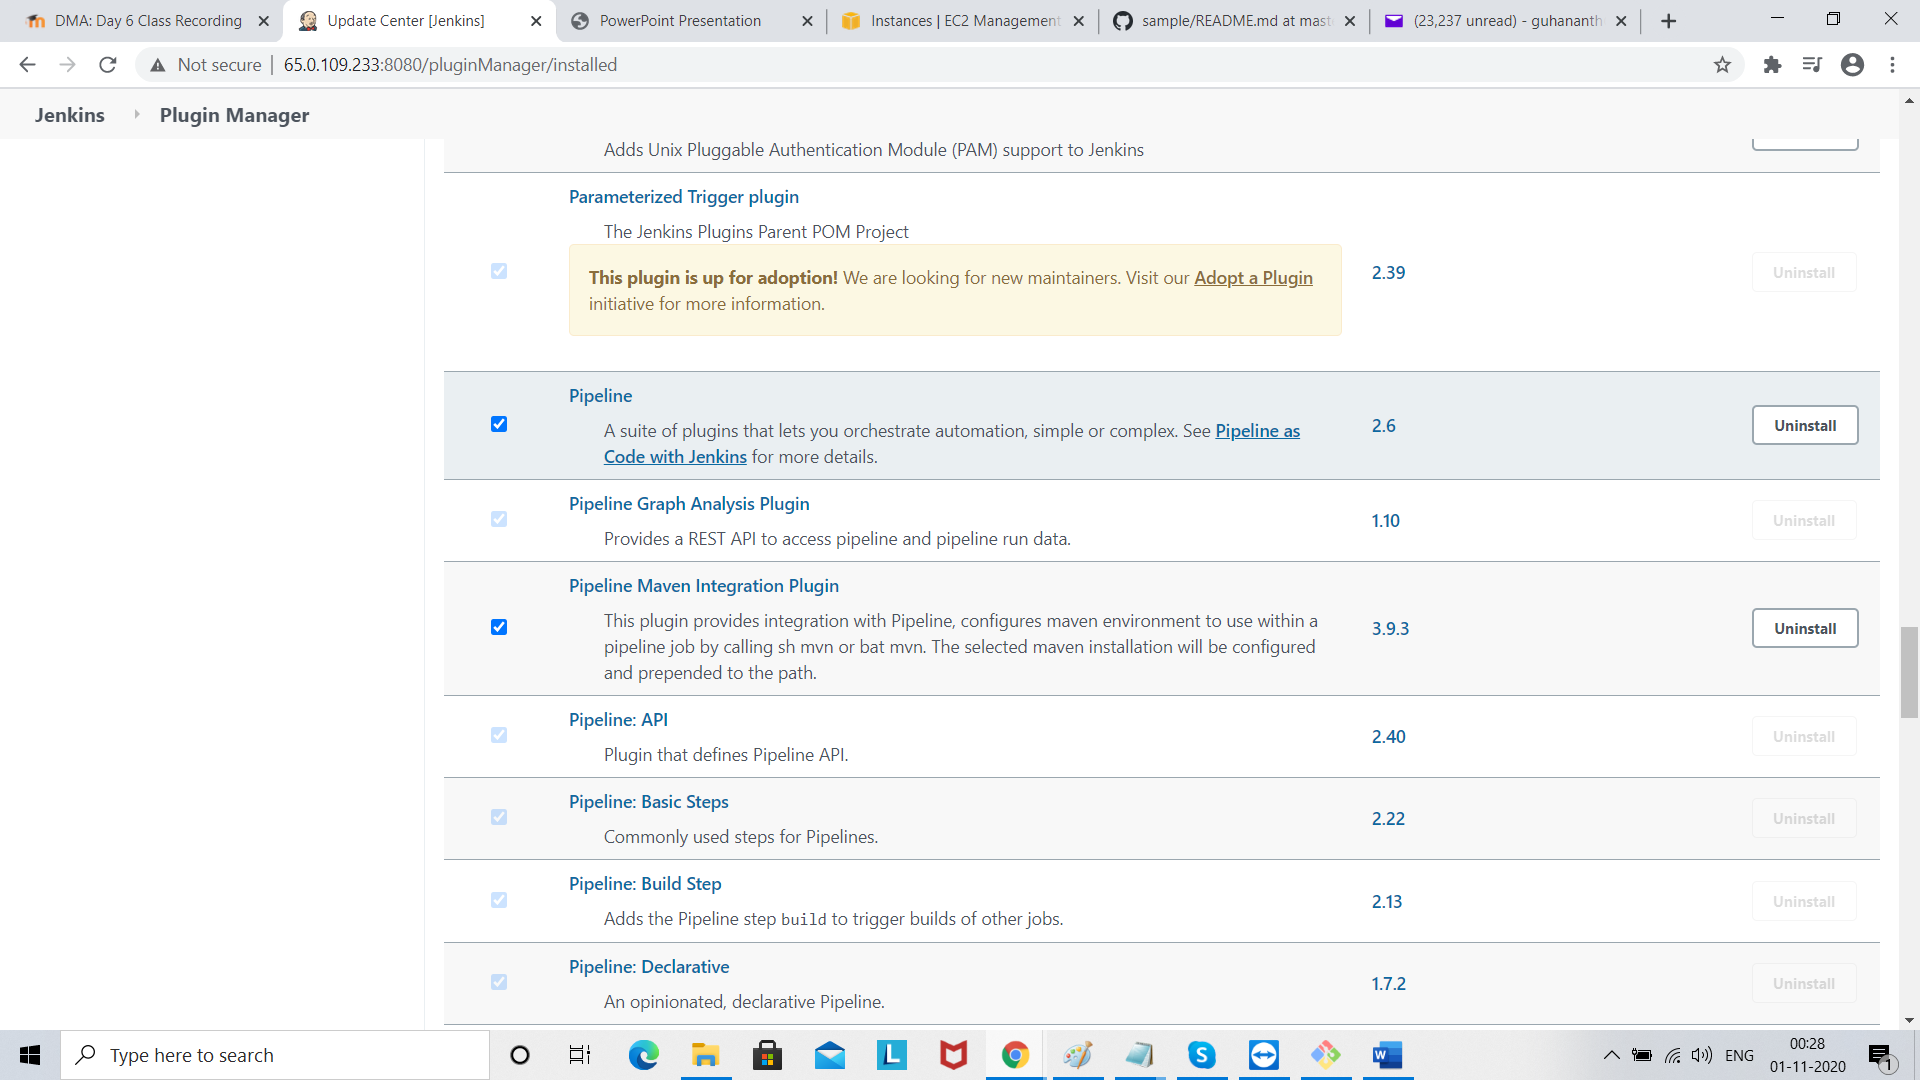 DMA: Day 6 Class Recording
Update Center [Jenkins]
PowerPoint Presentation
Instances | EC2 Management
sample/README.md at mast
(23,237 unread) - guhananth
Not secure
65.0.109.233:8080/pluginManager/installed
Jenkins
Plugin Manager
Adds Unix Pluggable Authentication Module (PAM) support to Jenkins
Parameterized Trigger plugin
The Jenkins Plugins Parent POM Project
This plugin is up for adoption! We are looking for new maintainers. Visit our Adopt a Plugin
initiative for more information.
2.39
Uninstall
Pipeline
A suite of plugins that lets you orchestrate automation, simple or complex. See Pipeline as
Code with Jenkins for more details.
2.6
Uninstall
Pipeline Graph Analysis Plugin
Provides a REST API to access pipeline and pipeline run data.
1.10
Uninstall
Pipeline Maven Integration Plugin
This plugin provides integration with Pipeline, configures maven environment to use within a
pipeline job by calling sh mvn or bat mvn. The selected maven installation will be configured
and prepended to the path.
3.9.3
Uninstall
Pipeline: API
Plugin that defines Pipeline API.
2.40
Uninstall
Pipeline: Basic Steps
Commonly used steps for Pipelines.
2.22
Uninstall
Pipeline: Build Step
Adds the Pipeline step build to trigger builds of other jobs.
2.13
Uninstall
Pipeline: Declarative
An opinionated, declarative Pipeline.
1.7.2
Uninstall
Type here to search
ENG
00:28
01-11-2020
1